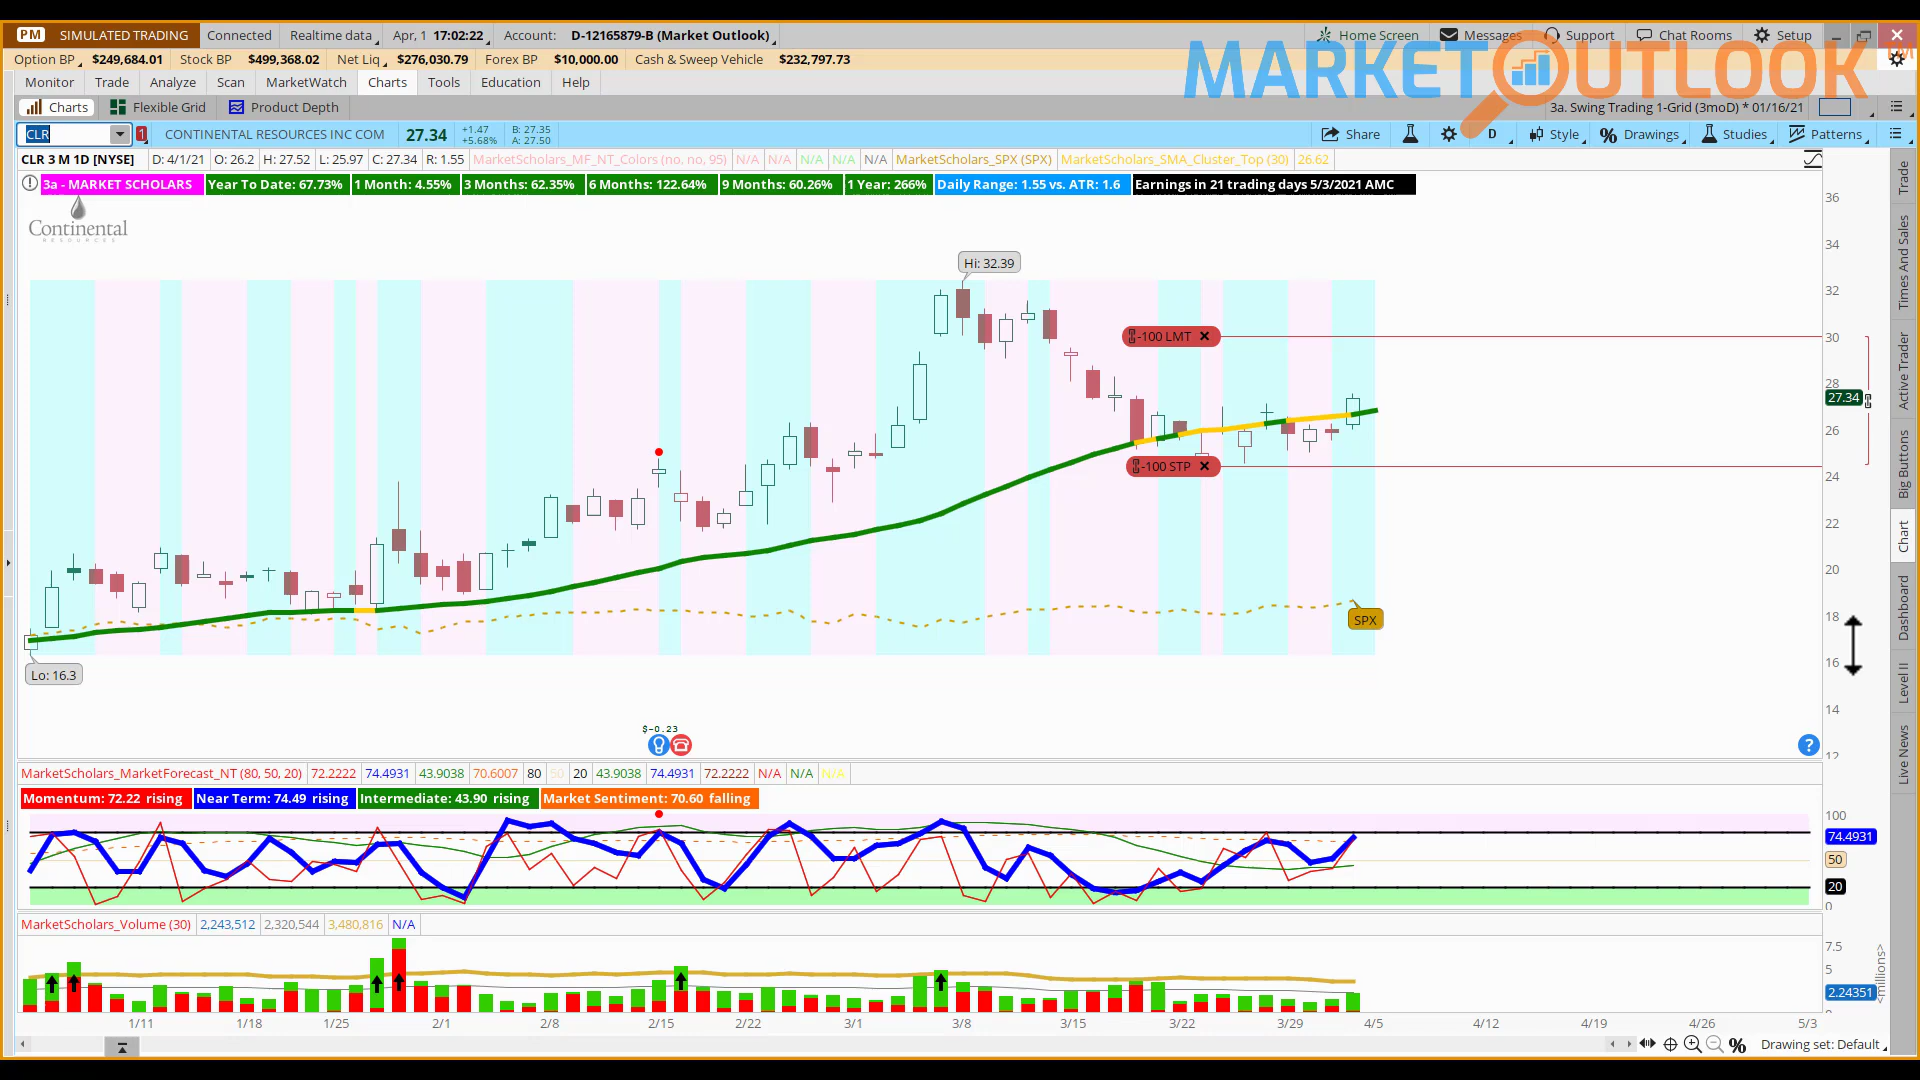 PM SIMULATED TRADING Connected Realtime data Apr, 1 17:02:22 Account: D-12165879-B (Market Outlook) Home Screen Messages Support Chat Rooms Setup
MARKET OUTLOOK TM
Option BP $249,684.01 Stock BP $499,368.02 Net Liq $276,030.79 Forex BP $10,000.00 Cash & Sweep Vehicle $232,797.73
Monitor Trade Analyze Scan MarketWatch Charts Tools Education Help
Charts Flexible Grid Product Depth 3a. Swing Trading 1-Grid (3moD) * 01/16/21
CLR 1 CONTINENTAL RESOURCES INC COM 27.34 +1.47 +5.68% B: 27.35 A: 27.50 Share D Style Drawings Studies Patterns
CLR 3 M 1D [NYSE] D: 4/1/21 O: 26.2 H: 27.52 L: 25.97 C: 27.34 R: 1.55 MarketScholars_MF_NT_Colors (no, no, 95) N/A N/A N/A N/A N/A MarketScholars_SPX (SPX) MarketScholars_SMA_Cluster_Top (30) 26.62
3a - MARKET SCHOLARS Year To Date: 67.73% 1 Month: 4.55% 3 Months: 62.35% 6 Months: 122.64% 9 Months: 60.26% 1 Year: 266% Daily Range: 1.55 vs. ATR: 1.6 Earnings in 21 trading days 5/3/2021 AMC
Continental
RESOURCES
36
34
Hi: 32.39
32
-100 LMT
30
28
27.34
26
-100 STP
24
22
20
18
SPX
16
Lo: 16.3
14
$-0.23
12
Trade
Times And Sales
Active Trader
Big Buttons
Chart
Dashboard
Level II
Live News
MarketScholars_MarketForecast_NT (80, 50, 20) 72.2222 74.4931 43.9038 70.6007 80 50 20 43.9038 74.4931 72.2222 N/A N/A N/A
Momentum: 72.22 rising Near Term: 74.49 rising Intermediate: 43.90 rising Market Sentiment: 70.60 falling
100
74.4931
50
20
0
MarketScholars_Volume (30) 2,243,512 2,320,544 3,480,816 N/A
7.5
5
2.24351
<millions>
1/11 1/18 1/25 2/1 2/8 2/15 2/22 3/1 3/8 3/15 3/22 3/29 4/5 4/12 4/19 4/26 5/3
Drawing set: Default